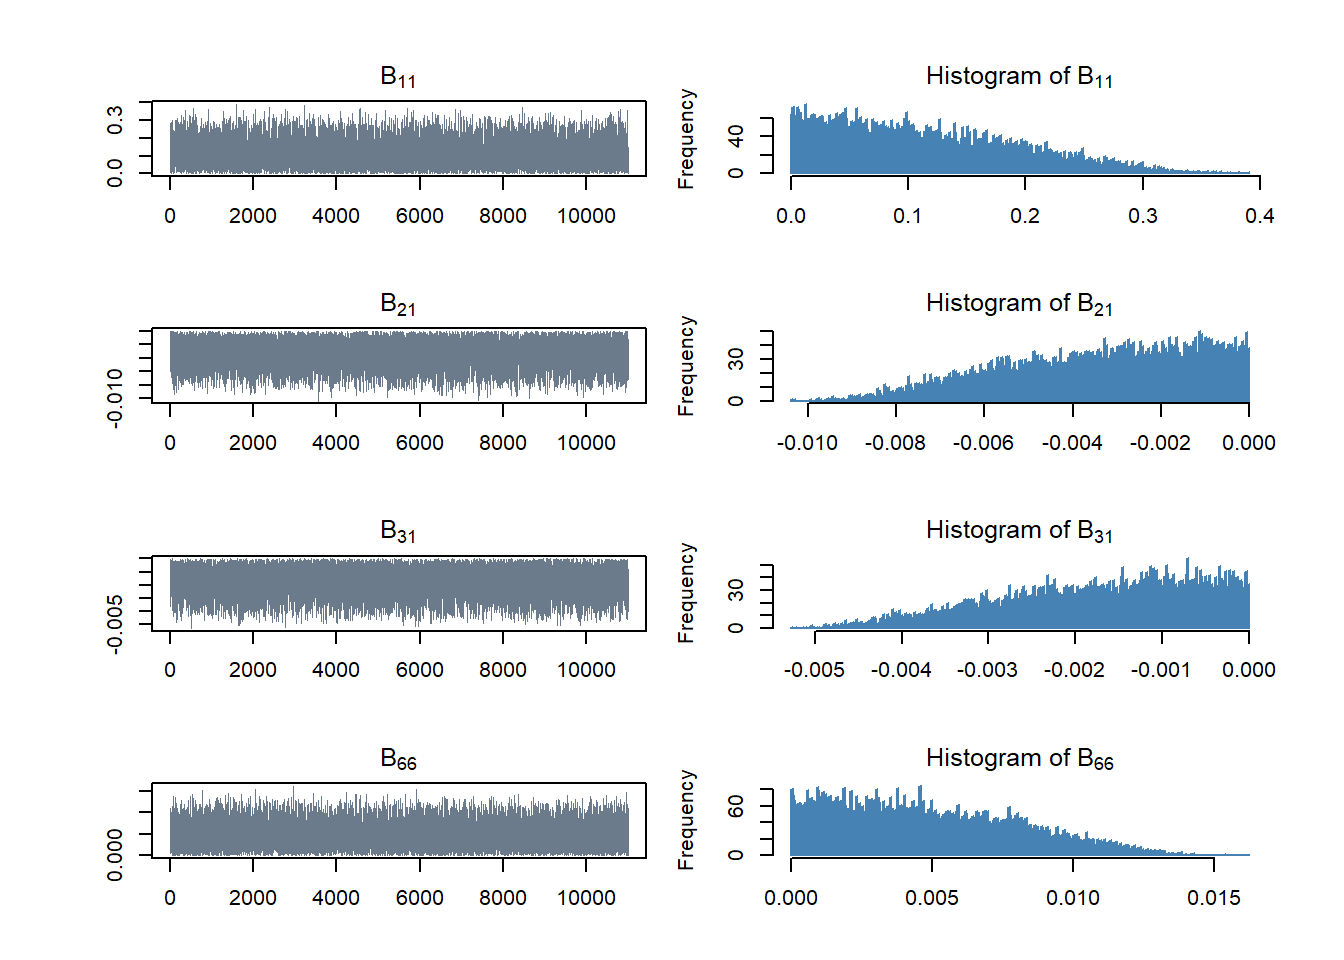 B11
0.3
0.0
0 2000 4000 6000 8000 10000
Histogram of B11
Frequency
40
0
0.0 0.1 0.2 0.3 0.4
B21
-0.010
0 2000 4000 6000 8000 10000
Histogram of B21
Frequency
30
0
-0.010 -0.008 -0.006 -0.004 -0.002 0.000
B31
-0.005
0 2000 4000 6000 8000 10000
Histogram of B31
Frequency
30
0
-0.005 -0.004 -0.003 -0.002 -0.001 0.000
B66
0.000
0 2000 4000 6000 8000 10000
Histogram of B66
Frequency
60
0
0.000 0.005 0.010 0.015